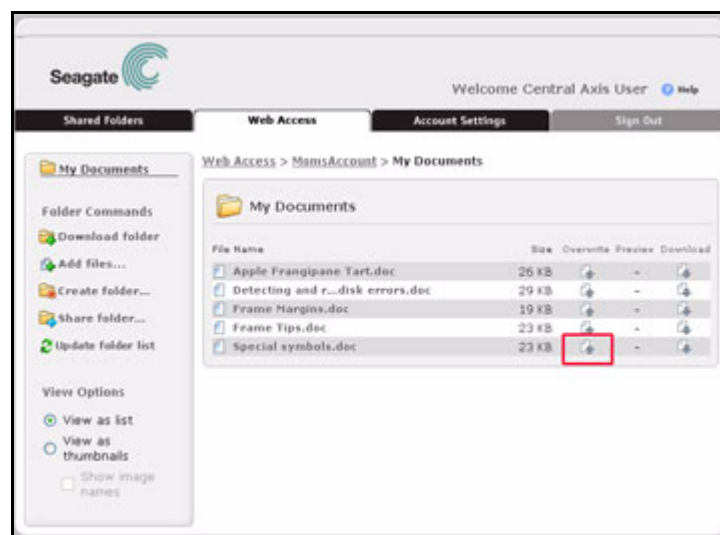 Seagate
Welcome Central Axis User Help
Shared Folders Web Access Account Settings Sign Out
My Documents
Folder Commands
Download folder
Add files...
Create folder...
Share folder...
Update folder list
View Options
View as list
View as
thumbnails
Show image
names
Web Access > MomsAccount > My Documents
My Documents
File Name Size Overwrite Preview Download
Apple Frangipane Tart.doc 26 KB -
Detecting and r...disk errors.doc 29 KB -
Frame Margins.doc 19 KB -
Frame Tips.doc 23 KB -
Special symbols.doc 23 KB -